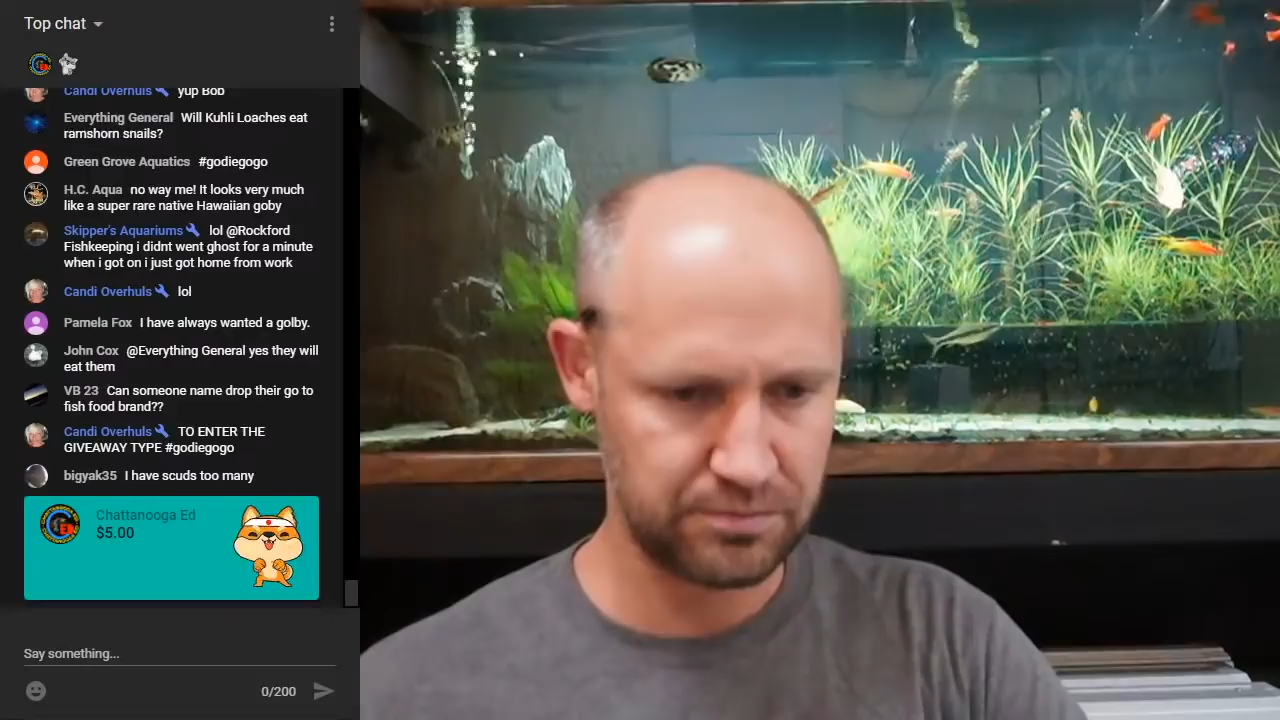 Top chat
Candi Overhuls yup Bob
Everything General Will Kuhli Loaches eat
ramshorn snails?
Green Grove Aquatics #godiegogo
H.C. Aqua no way me! It looks very much
like a super rare native Hawaiian goby
Skipper's Aquariums lol @Rockford
Fishkeeping i didnt went ghost for a minute
when i got on i just got home from work
Candi Overhuls lol
Pamela Fox I have always wanted a golby.
John Cox @Everything General yes they will
eat them
VB 23 Can someone name drop their go to
fish food brand??
Candi Overhuls TO ENTER THE
GIVEAWAY TYPE #godiegogo
bigyak35 I have scuds too many
Chattanooga Ed
$5.00
Say something...
0/200